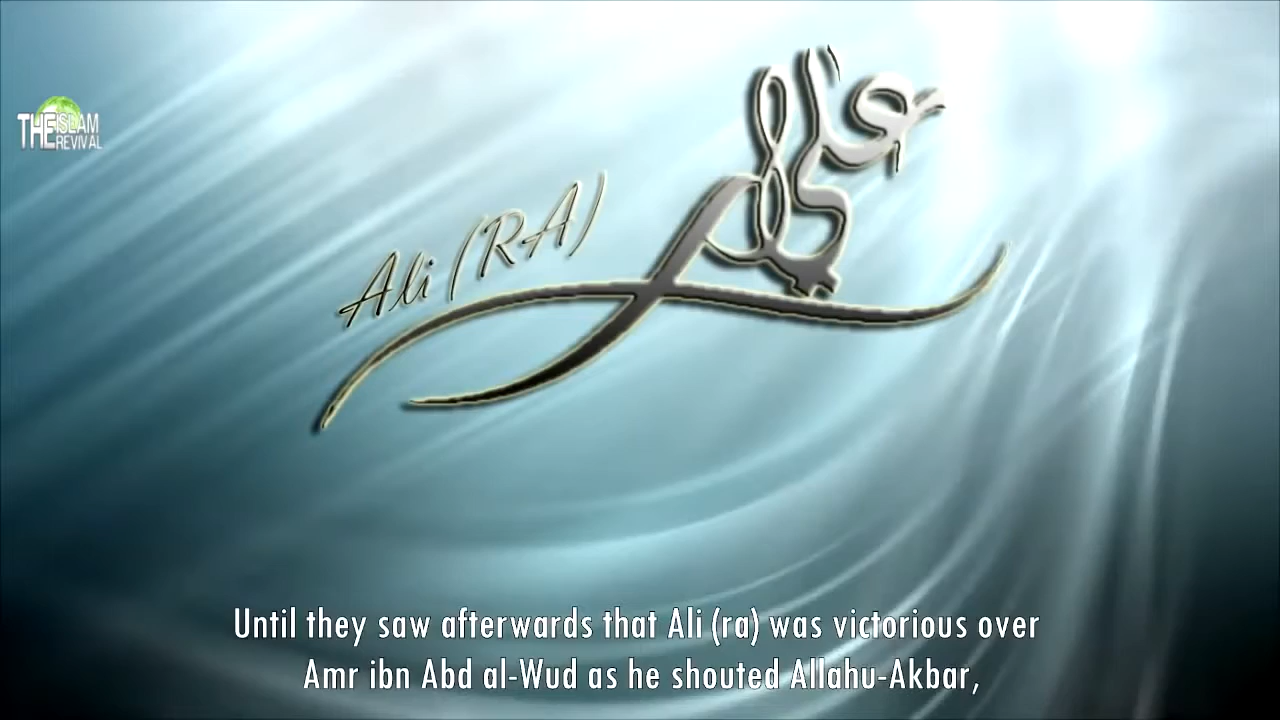 THE ISLAM
REVIVAL
علي
Ali (RA)
Until they saw afterwards that Ali (ra) was victorious over
Amr ibn Abd al-Wud as he shouted Allahu-Akbar,